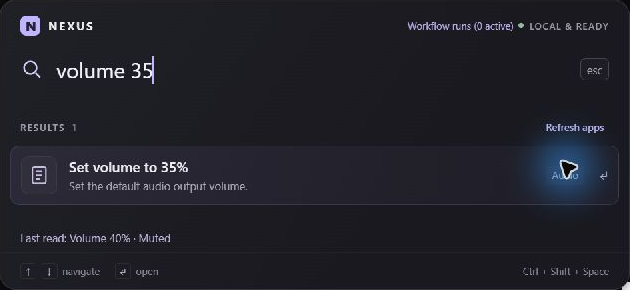 N NEXUS
Workflow runs (0 active) LOCAL & READY
volume 35
esc
RESULTS 1
Refresh apps
Set volume to 35%
Audio ↵
Set the default audio output volume.
Last read: Volume 40% · Muted
↑ ↓ navigate ↵ open
Ctrl + Shift + Space